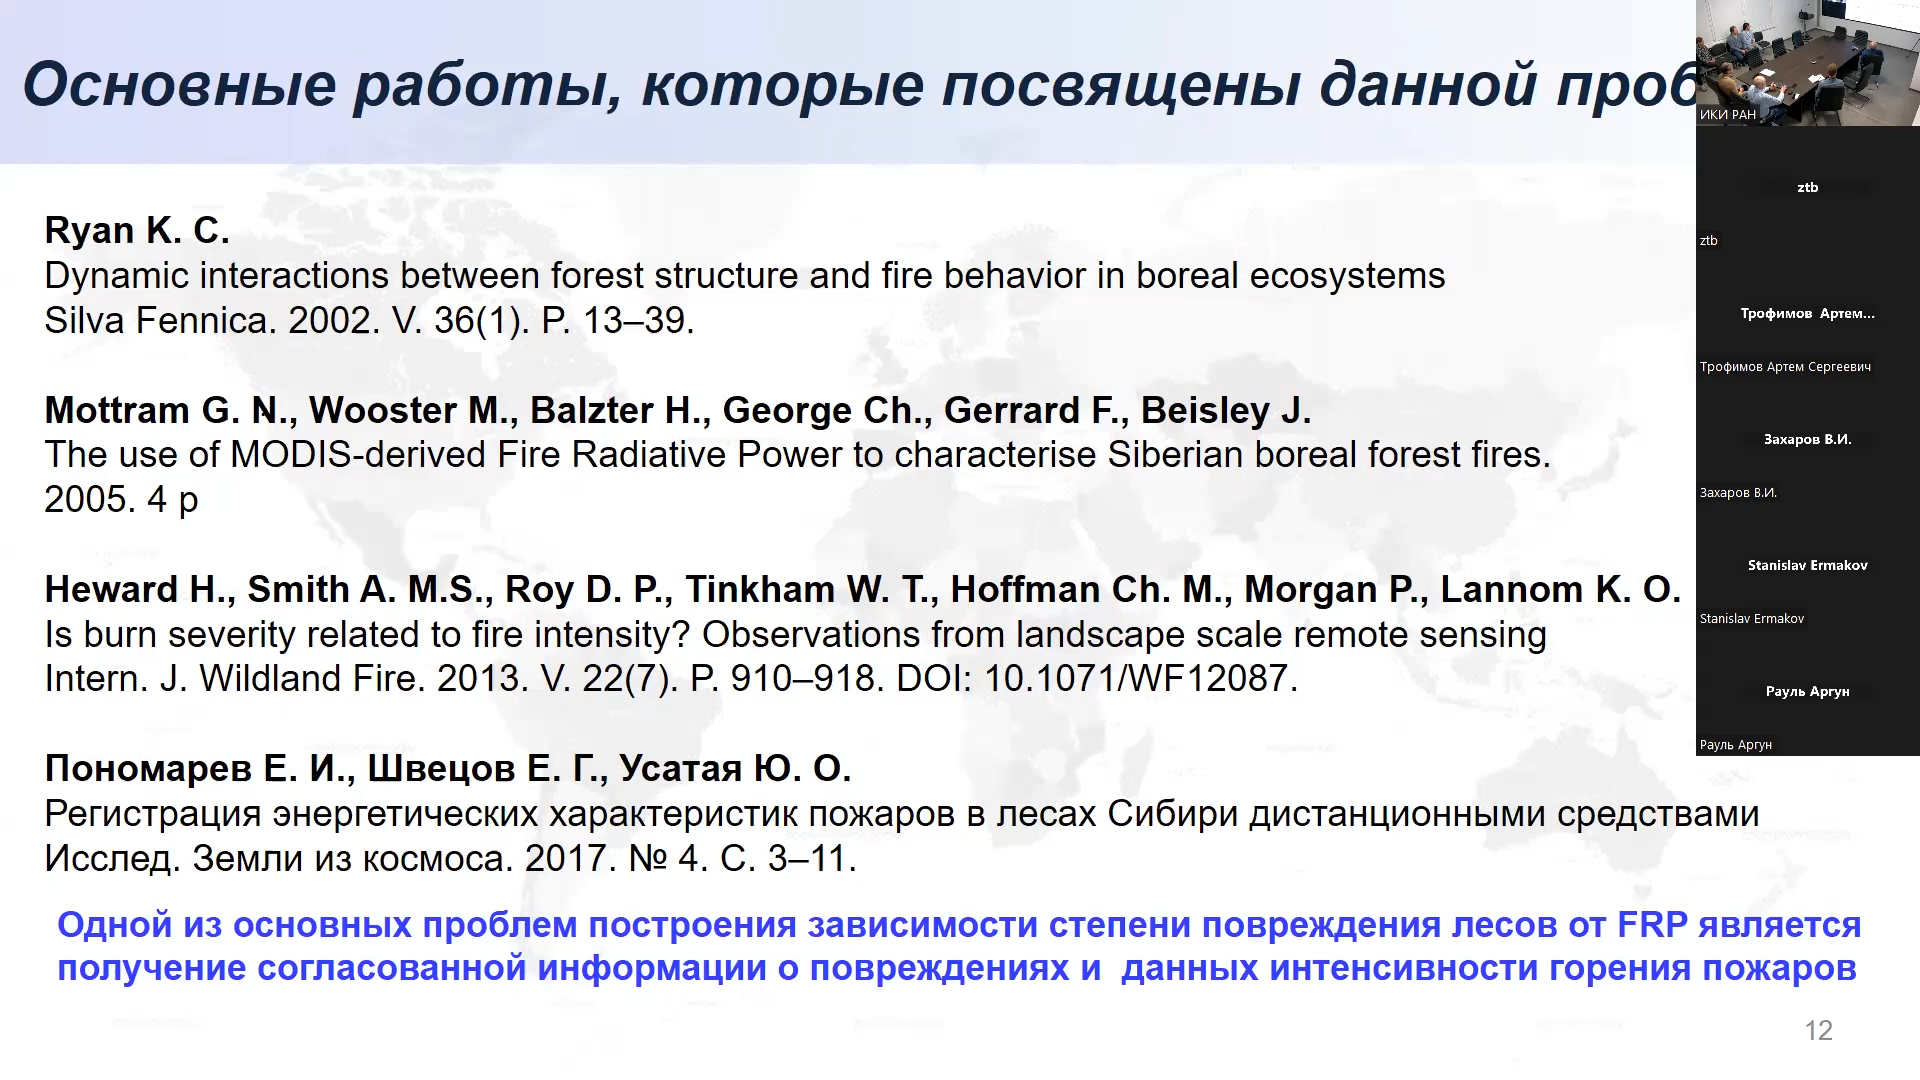 Основные работы, которые посвящены данной проб
Ryan K. C.
Dynamic interactions between forest structure and fire behavior in boreal ecosystems
Silva Fennica. 2002. V. 36(1). P. 13–39.
Mottram G. N., Wooster M., Balzter H., George Ch., Gerrard F., Beisley J.
The use of MODIS-derived Fire Radiative Power to characterise Siberian boreal forest fires.
2005. 4 p
Heward H., Smith A. M.S., Roy D. P., Tinkham W. T., Hoffman Ch. M., Morgan P., Lannom K. O.
Is burn severity related to fire intensity? Observations from landscape scale remote sensing
Intern. J. Wildland Fire. 2013. V. 22(7). P. 910–918. DOI: 10.1071/WF12087.
Пономарев Е. И., Швецов Е. Г., Усатая Ю. О.
Регистрация энергетических характеристик пожаров в лесах Сибири дистанционными средствами
Исслед. Земли из космоса. 2017. № 4. С. 3–11.
Одной из основных проблем построения зависимости степени повреждения лесов от FRP является
получение согласованной информации о повреждениях и  данных интенсивности горения пожаров
12
ИКИ РАН
ztb
ztb
Трофимов Артем...
Трофимов Артем Сергеевич
Захаров В.И.
Захаров В.И.
Stanislav Ermakov
Stanislav Ermakov
Рауль Аргун
Рауль Аргун